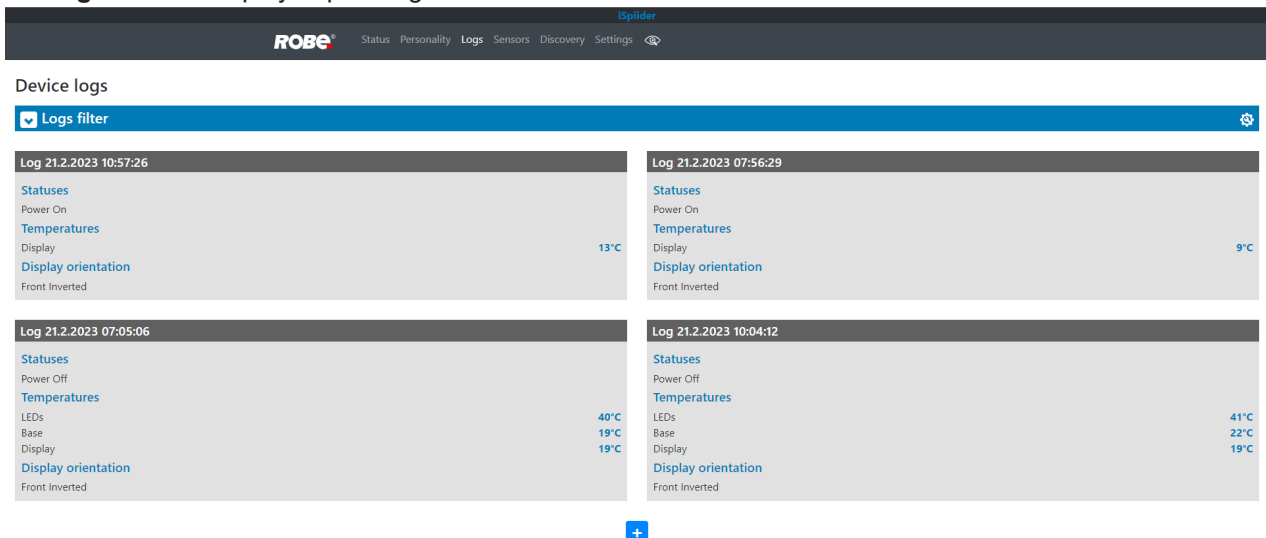 iSpilder
ROBE® Status Personality Logs Sensors Discovery Settings
Device logs
Logs filter
Log 21.2.2023 10:57:26
Statuses
Power On
Temperatures
Display 13°C
Display orientation
Front Inverted
Log 21.2.2023 07:56:29
Statuses
Power On
Temperatures
Display 9°C
Display orientation
Front Inverted
Log 21.2.2023 07:05:06
Statuses
Power Off
Temperatures
LEDs 40°C
Base 19°C
Display 19°C
Display orientation
Front Inverted
Log 21.2.2023 10:04:12
Statuses
Power Off
Temperatures
LEDs 41°C
Base 22°C
Display 19°C
Display orientation
Front Inverted
+